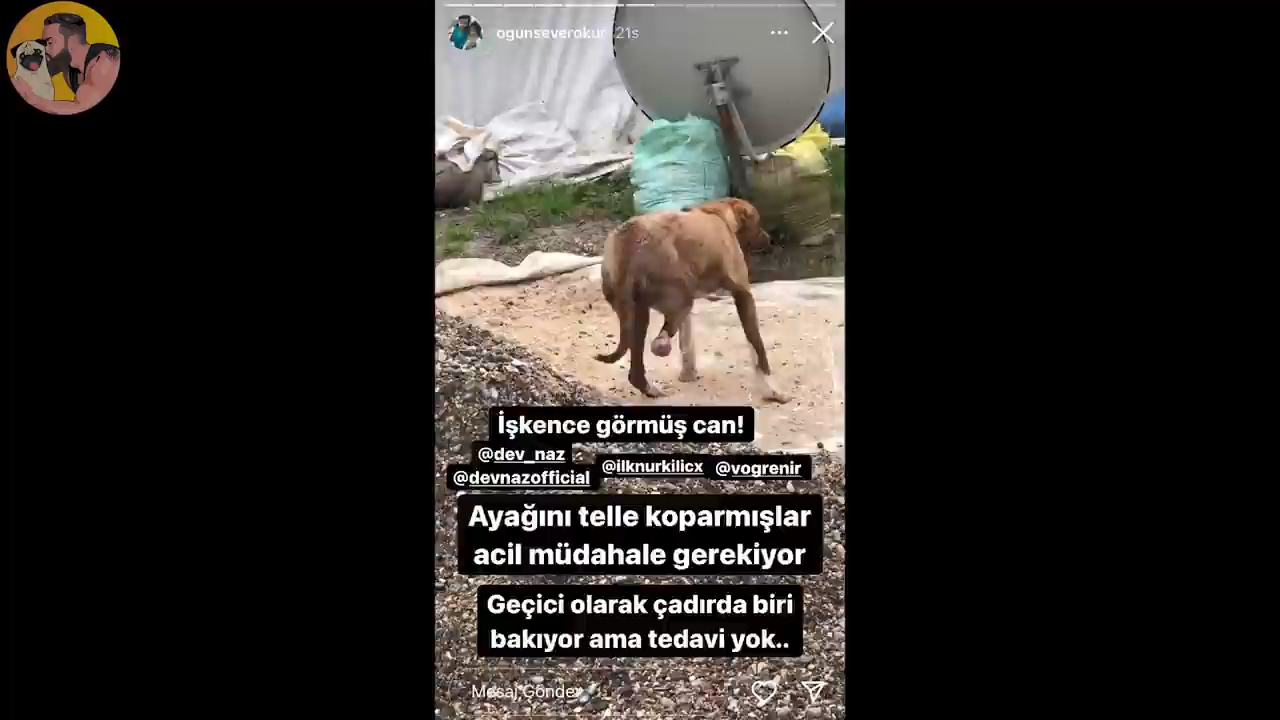 ogunseverokur 21s
İşkence görmüş can!
@dev_naz
@devnazofficial
@ilknurkilicx @vogrenir
Ayağını telle koparmışlar
acil müdahale gerekiyor
Geçici olarak çadırda biri
bakıyor ama tedavi yok..
Mesaj Gönder